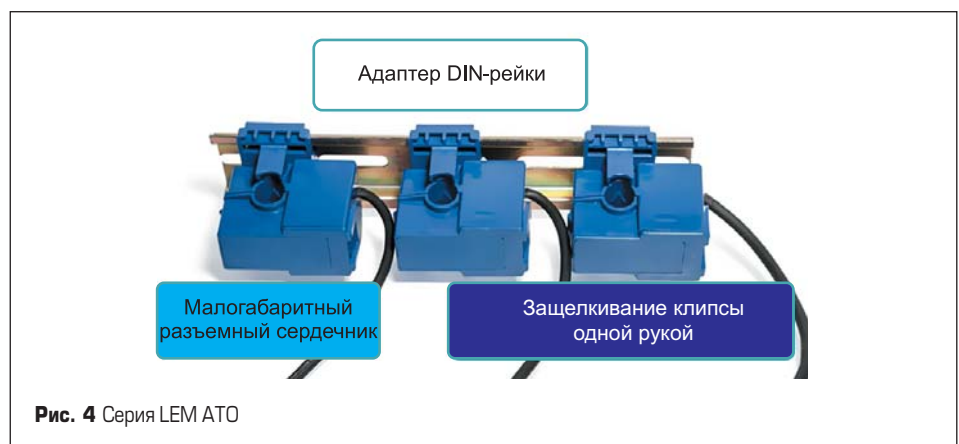 Адаптер DIN-рейки
Малогабаритный
разъемный сердечник
Защелкивание клипсы
одной рукой
Рис. 4 Серия LEM ATO